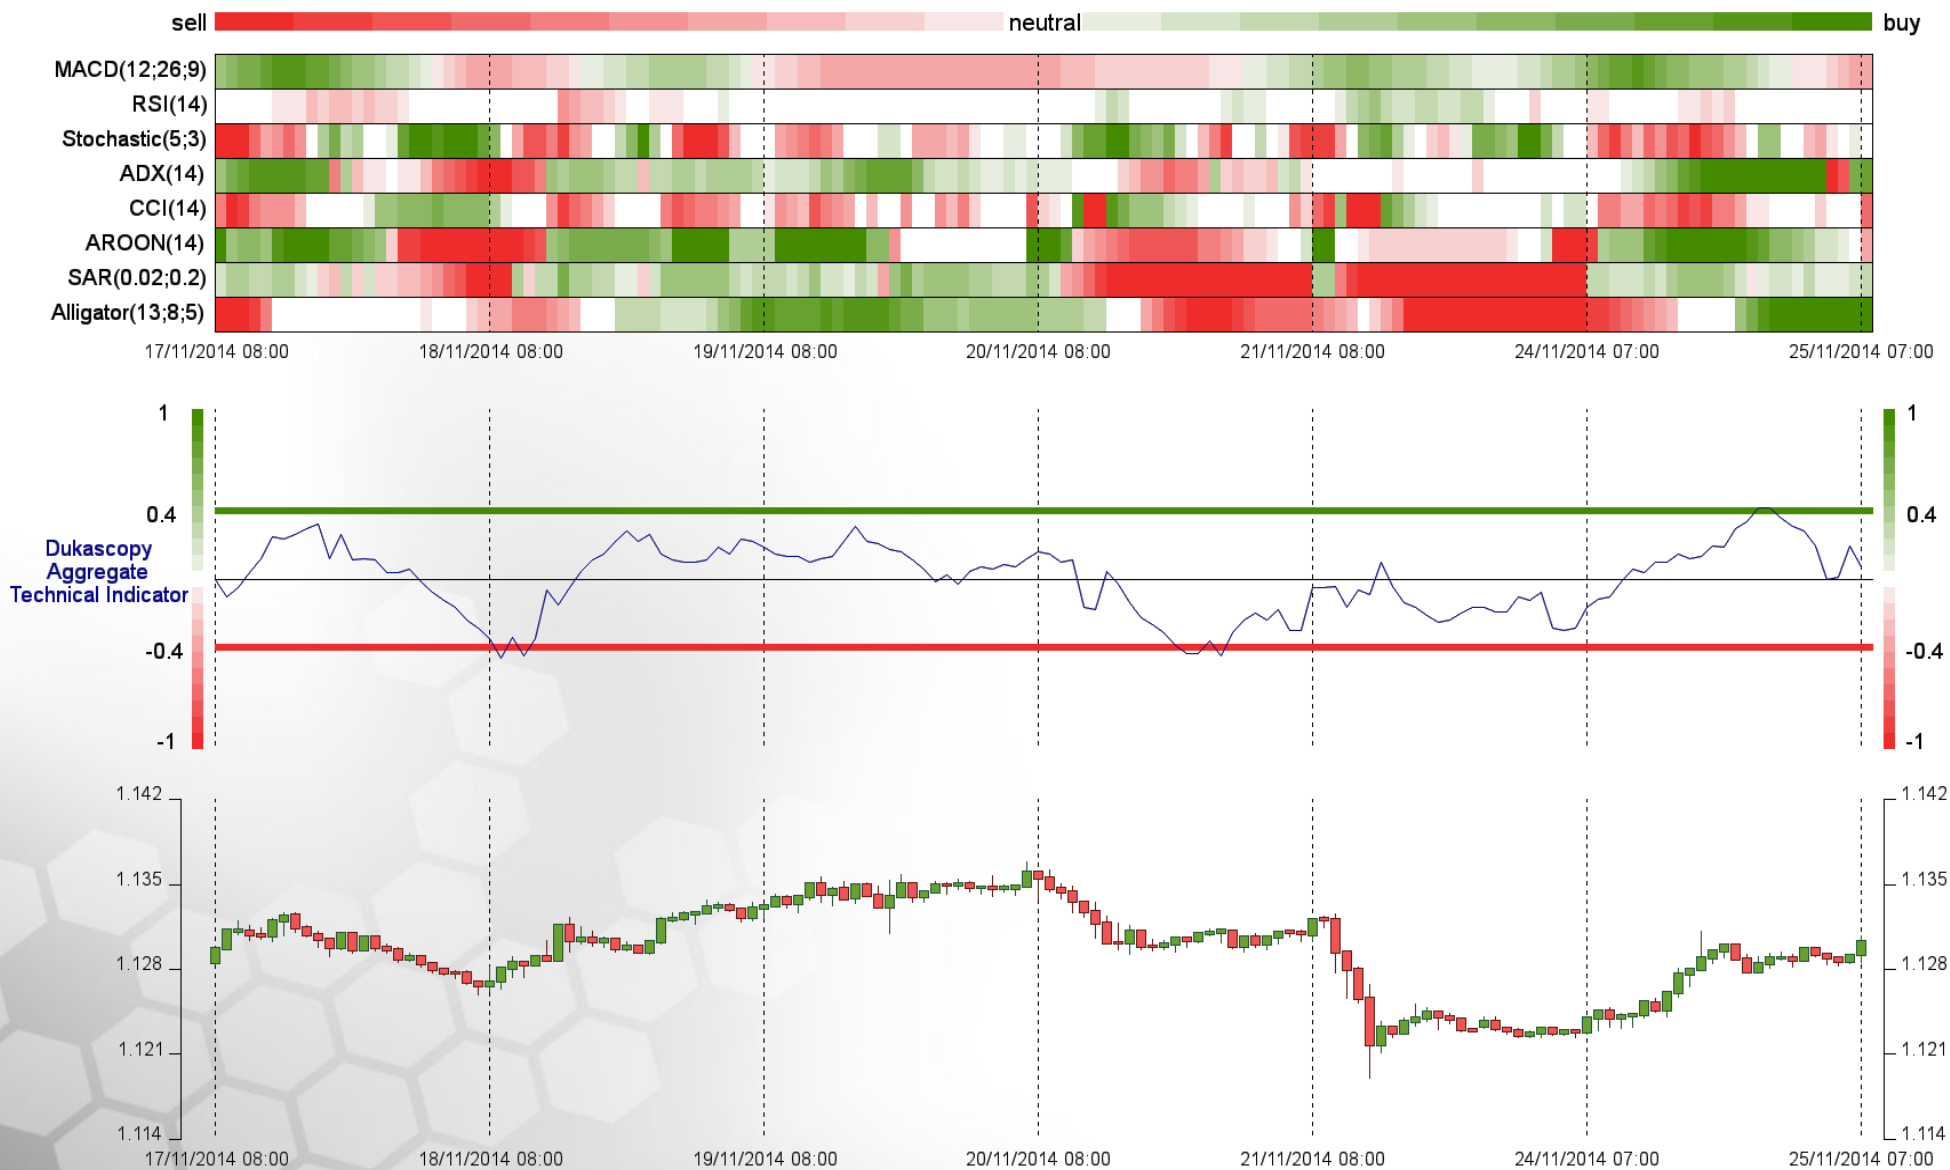 sell neutral buy
MACD(12;26;9)
RSI(14)
Stochastic(5;3)
ADX(14)
CCI(14)
AROON(14)
SAR(0.02;0.2)
Alligator(13;8;5)
17/11/2014 08:00 18/11/2014 08:00 19/11/2014 08:00 20/11/2014 08:00 21/11/2014 08:00 24/11/2014 07:00 25/11/2014 07:00
1 1
0.4 0.4
Dukascopy
Aggregate
Technical Indicator
-0.4 -0.4
-1 -1
1.142 1.142
1.135 1.135
1.128 1.128
1.121 1.121
1.114 1.114
17/11/2014 08:00 18/11/2014 08:00 19/11/2014 08:00 20/11/2014 08:00 21/11/2014 08:00 24/11/2014 07:00 25/11/2014 07:00